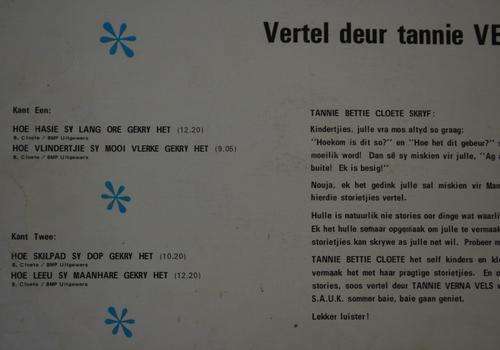 Vertel deur tannie VE
Kant Een:
HOE HASIE SY LANG ORE GEKRY HET (12.20)
B. Cloete / BMP Uitgewers
HOE VLINDERTJIE SY MOOI VLERKE GEKRY HET (9.05)
B. Cloete / BMP Uitgewers
Kant Twee:
HOE SKILPAD SY DOP GEKRY HET (10.20)
B. Cloete / BMP Uitgewers
HOE LEEU SY MAANHARE GEKRY HET (12.20)
B. Cloete / BMP Uitgewers
TANNIE BETTIE CLOETE SKRYF:
Kindertjies, julle vra mos altyd so graag:
"Hoekom is dit so?" en "Hoe het dit gebeur?"
moeilik word! Dan sê sy miskien vir julle, "Ag
buite! Ek is besig!"
Nouja, ek het gedink julle sal miskien vir Mam
hierdie storietjies vertel.
Hulle is natuurlik nie stories oor dinge wat waarli
Ek het hulle somaar opgemaak om julle te vermaak
storietjies kan skrywe as julle net wil. Probeer
TANNIE BETTIE CLOETE het self kinders en kle
vermaak het met haar pragtige storietjies. En
stories, soos vertel deur TANNIE VERNA VELS
S.A.U.K. sommer baie, baie gaan geniet.
Lekker luister!